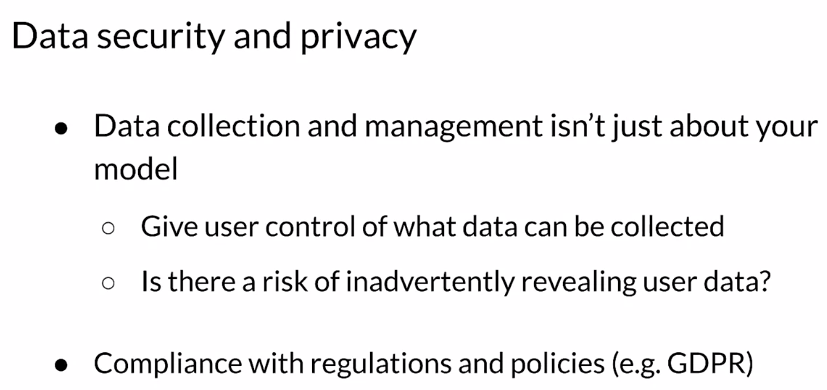 Data security and privacy
● Data collection and management isn't just about your
model
○ Give user control of what data can be collected
○ Is there a risk of inadvertently revealing user data?
● Compliance with regulations and policies (e.g. GDPR)